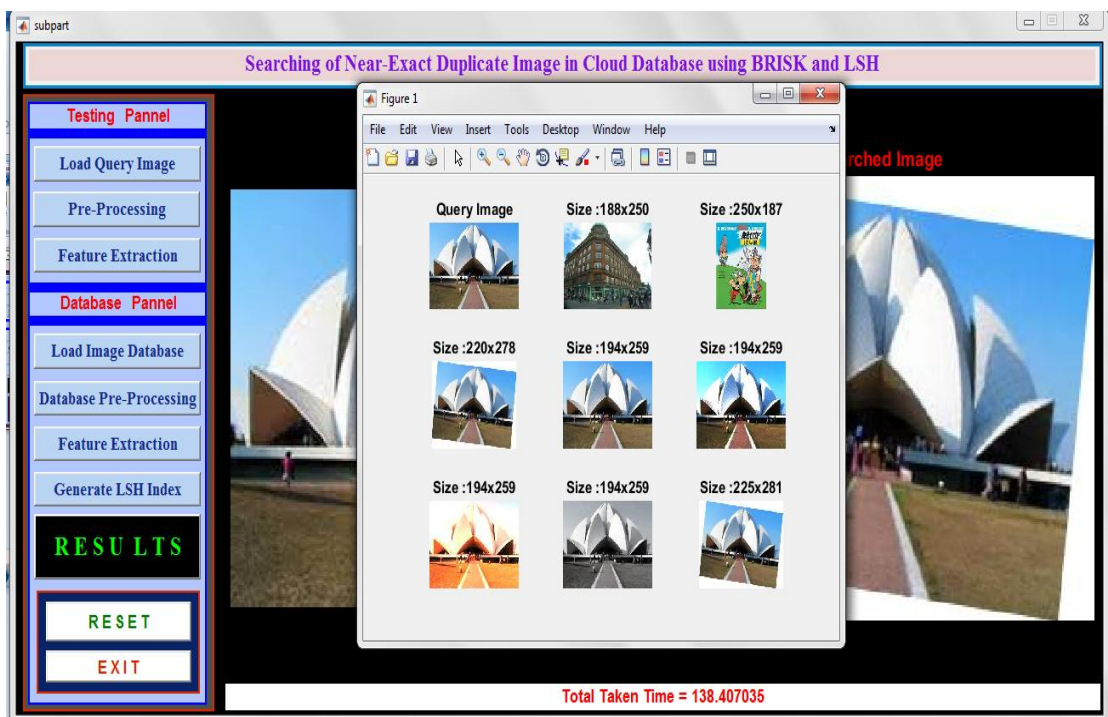 subpart
Searching of Near-Exact Duplicate Image in Cloud Database using BRISK and LSH
Testing Pannel
Load Query Image
Pre-Processing
Feature Extraction
Database Pannel
Load Image Database
Database Pre-Processing
Feature Extraction
Generate LSH Index
RESULTS
RESET
EXIT
Figure 1
File Edit View Insert Tools Desktop Window Help
rched Image
Query Image Size :188x250 Size :250x187
Size :220x278 Size :194x259 Size :194x259
Size :194x259 Size :194x259 Size :225x281
Total Taken Time = 138.407035